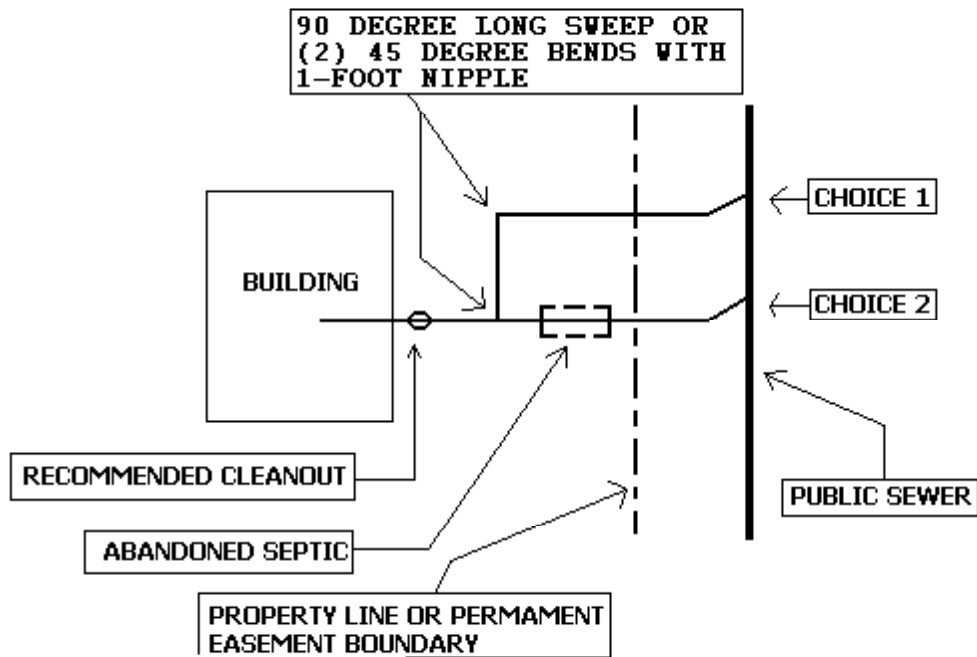 90 DEGREE LONG SWEEP OR
(2) 45 DEGREE BENDS WITH
1-FOOT NIPPLE
CHOICE 1
BUILDING
CHOICE 2
RECOMMENDED CLEANOUT
PUBLIC SEWER
ABANDONED SEPTIC
PROPERTY LINE OR PERMAMENT
EASEMENT BOUNDARY